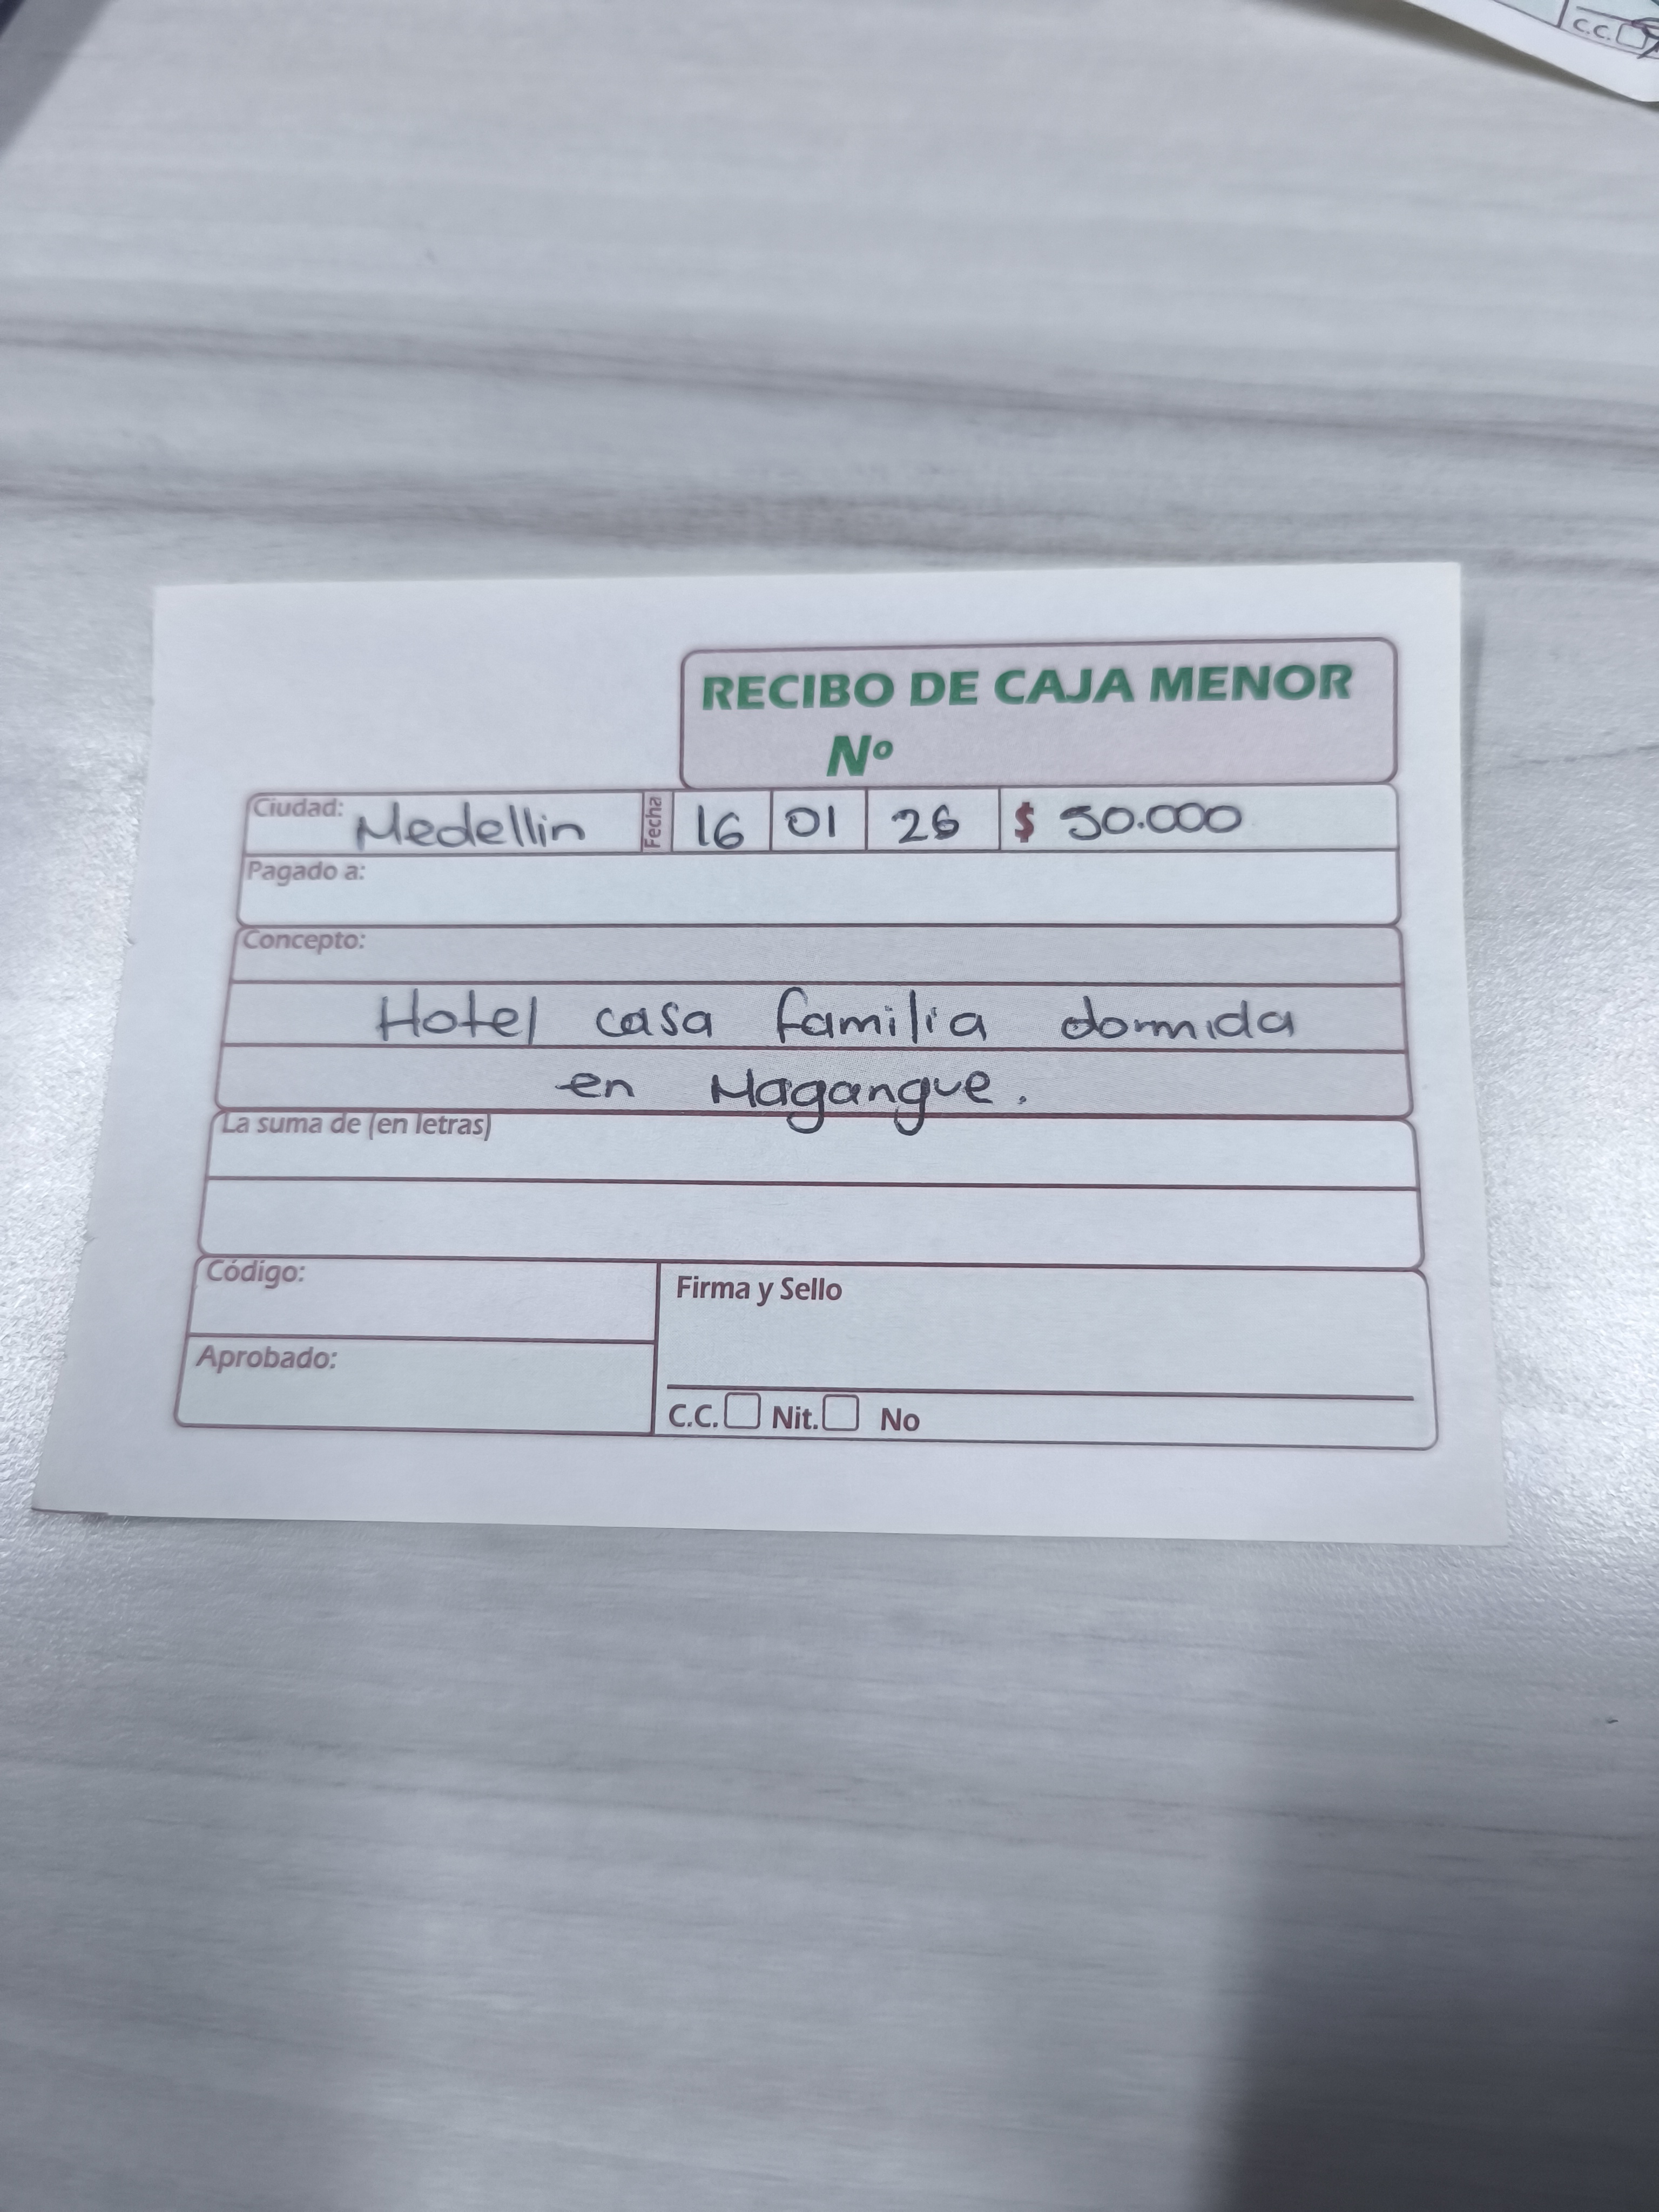 C.C.
RECIBO DE CAJA MENOR
Nº
Ciudad: Medellin Fecha 16 01 26 $ 50.000
Pagado a:
Concepto:
Hotel casa familia dormida
en Magangue.
La suma de (en letras)
Código:
Firma y Sello
Aprobado:
C.C. Nit. No